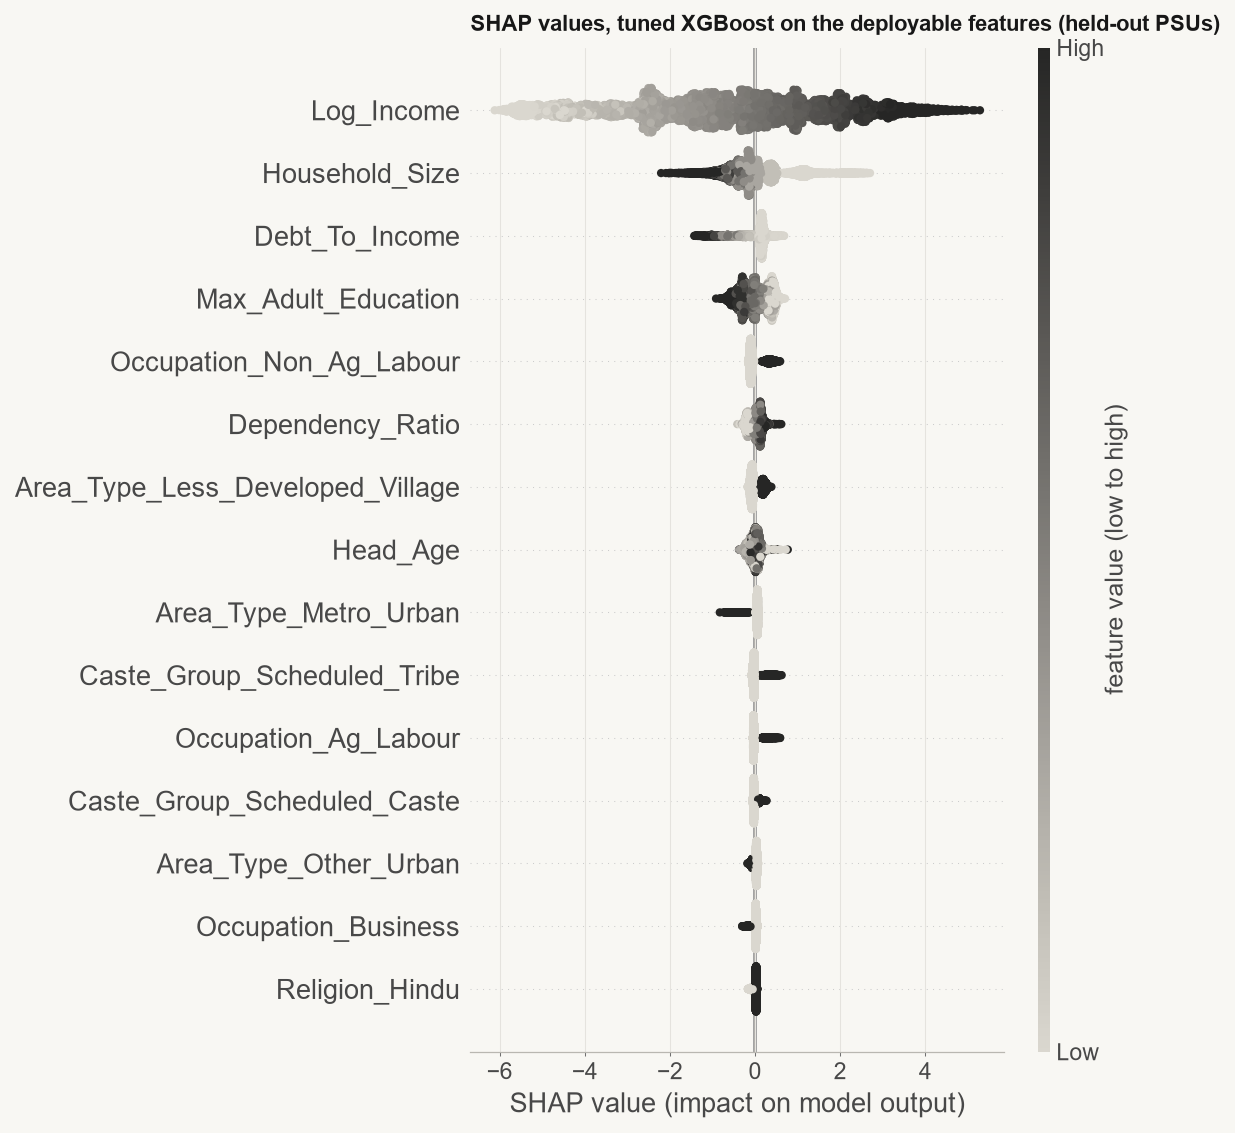 SHAP values, tuned XGBoost on the deployable features (held-out PSUs)
High
Log_Income
Household_Size
Debt_To_Income
Max_Adult_Education
Occupation_Non_Ag_Labour
Dependency_Ratio
Area_Type_Less_Developed_Village
Head_Age
Area_Type_Metro_Urban
Caste_Group_Scheduled_Tribe
Occupation_Ag_Labour
Caste_Group_Scheduled_Caste
Area_Type_Other_Urban
Occupation_Business
Religion_Hindu
feature value (low to high)
Low
−6 −4 −2 0 2 4
SHAP value (impact on model output)